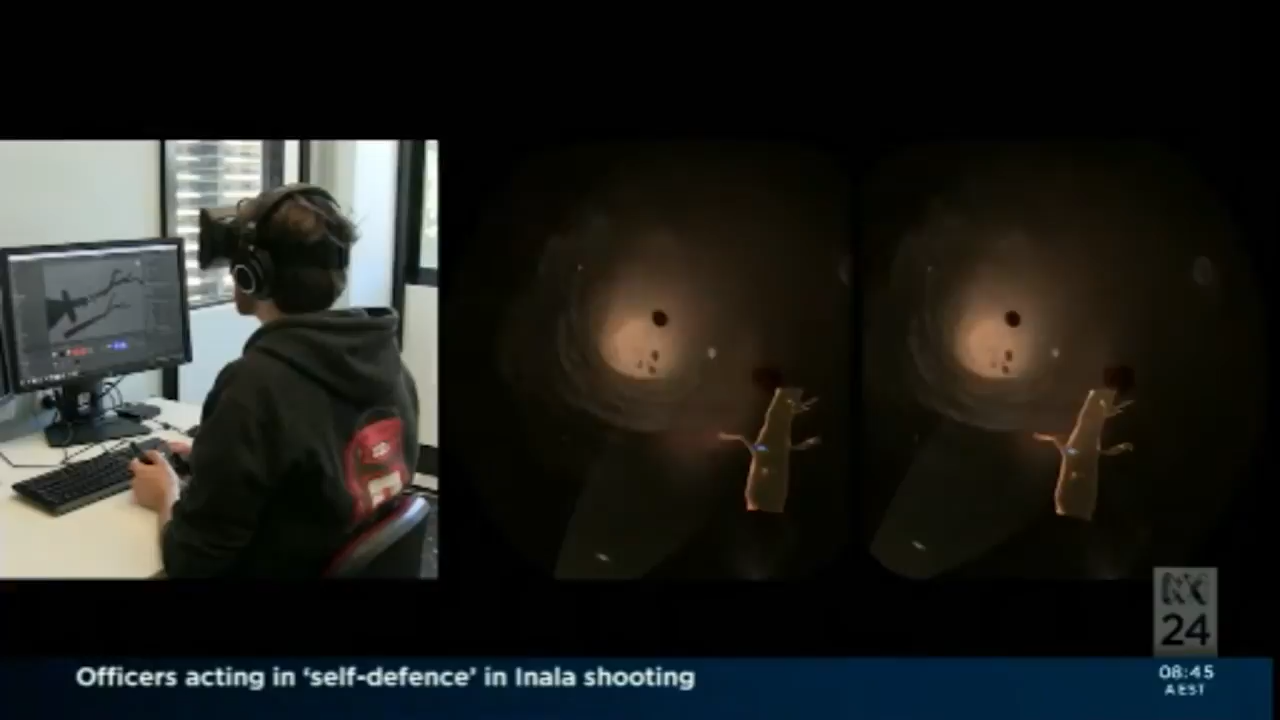 24
Officers acting in ‘self-defence’ in Inala shooting
08:45
AEST